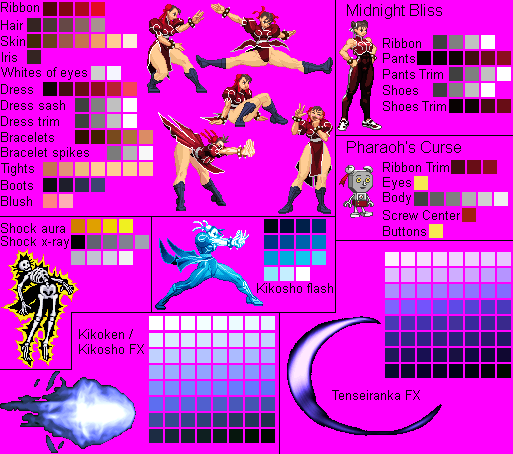 Ribbon
Hair
Skin
Iris
Whites of eyes
Dress
Dress sash
Dress trim
Bracelets
Bracelet spikes
Tights
Boots
Blush
Midnight Bliss
Ribbon
Pants
Pants Trim
Shoes
Shoes Trim
Pharaoh's Curse
Ribbon Trim
Eyes
Body
Screw Center
Buttons
Shock aura
Shock x-ray
Kikosho flash
Kikoken /
Kikosho FX
Tenseiranka FX